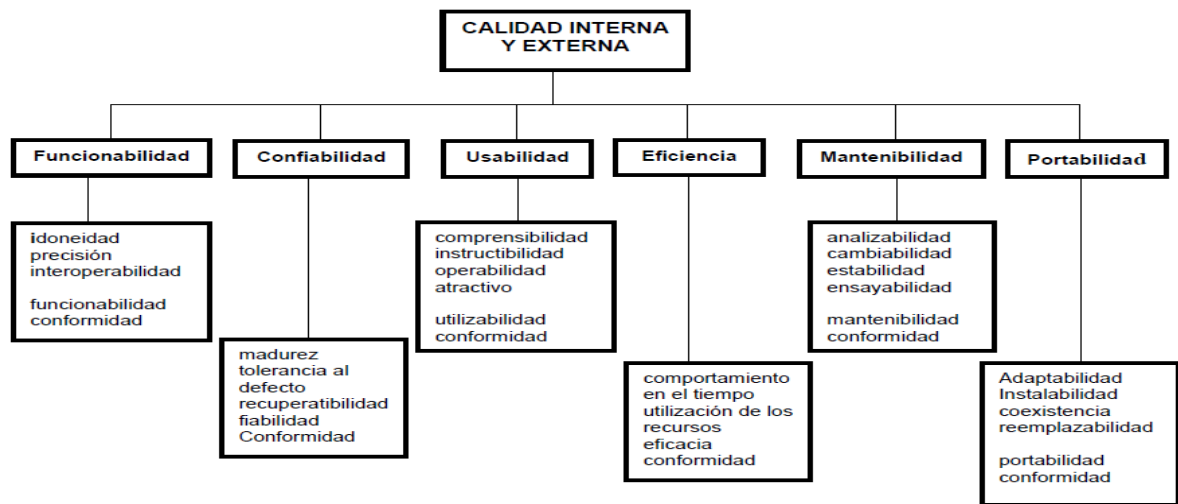 CALIDAD INTERNA
Y EXTERNA
Funcionabilidad
Confiabilidad
Usabilidad
Eficiencia
Mantenibilidad
Portabilidad
idoneidad
precisión
interoperabilidad
funcionabilidad
conformidad
madurez
tolerancia al
defecto
recuperatibilidad
fiabilidad
Conformidad
comprensibilidad
instructibilidad
operabilidad
atractivo
utilizabilidad
conformidad
comportamiento
en el tiempo
utilización de los
recursos
eficacia
conformidad
analizabilidad
cambiabilidad
estabilidad
ensayabilidad
mantenibilidad
conformidad
Adaptabilidad
Instalabilidad
coexistencia
reemplazabilidad
portabilidad
conformidad